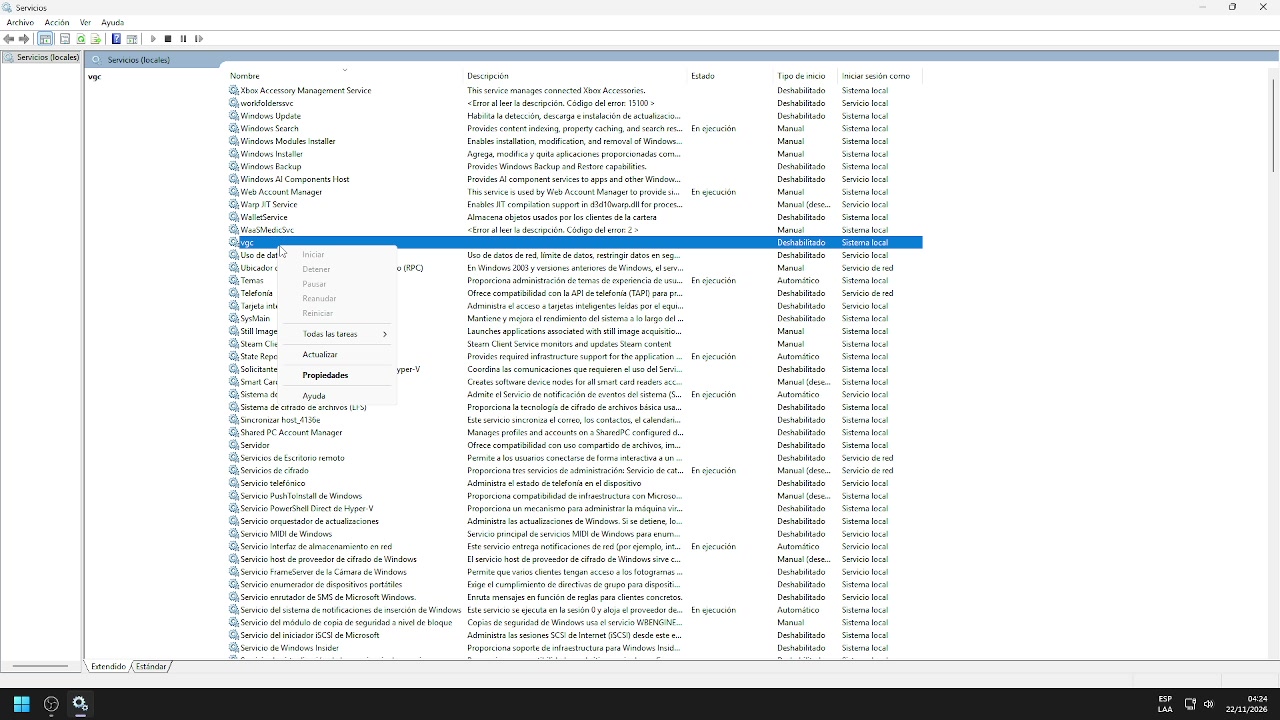 Servicios
Archivo Acción Ver Ayuda
Servicios (locales) Servicios (locales)
vgc
Nombre Descripción Estado Tipo de inicio Iniciar sesión como
Xbox Accessory Management Service This service manages connected Xbox Accessories. Deshabilitado Sistema local
workfolderssvc <Error al leer la descripción. Código del error: 15100 > Deshabilitado Servicio local
Windows Update Habilita la detección, descarga e instalación de actualizacio... Deshabilitado Sistema local
Windows Search Provides content indexing, property caching, and search res... En ejecución Manual Sistema local
Windows Modules Installer Enables installation, modification, and removal of Windows... Manual Sistema local
Windows Installer Agrega, modifica y quita aplicaciones proporcionadas com... Manual Sistema local
Windows Backup Provides Windows Backup and Restore capabilities. Deshabilitado Sistema local
Windows AI Components Host Provides AI component services to apps and other Window... Deshabilitado Servicio local
Web Account Manager This service is used by Web Account Manager to provide si... En ejecución Manual Sistema local
Warp JIT Service Enables JIT compilation support in d3d10warp.dll for proces... Manual (dese... Servicio local
WalletService Almacena objetos usados por los clientes de la cartera Deshabilitado Sistema local
WaaSMedicSvc <Error al leer la descripción. Código del error: 2 > Deshabilitado Sistema local
vgc Deshabilitado Sistema local
Uso de dat Uso de datos de red, límite de datos, restringir datos en seg... Deshabilitado Servicio local
Ubicador o (RPC) En Windows 2003 y versiones anteriores de Windows, el serv... Manual Servicio de red
Temas Proporciona administración de temas de experiencia de usu... En ejecución Automático Sistema local
Telefonía Ofrece compatibilidad con la API de telefonía (TAPI) para pr... Deshabilitado Servicio de red
Tarjeta inte Administra el acceso a tarjetas inteligentes leídas por el equi... Deshabilitado Servicio local
SysMain Mantiene y mejora el rendimiento del sistema a lo largo del ... Deshabilitado Sistema local
Still Image Launches applications associated with still image acquisitio... Manual Sistema local
Steam Clie Steam Client Service monitors and updates Steam content Manual Sistema local
State Repo Provides required infrastructure support for the application ... En ejecución Automático Sistema local
Solicitante yper-V Coordina las comunicaciones que requieren el uso del Servi... Deshabilitado Sistema local
Smart Card Creates software device nodes for all smart card readers acc... Manual (dese... Sistema local
Sistema de Admite el Servicio de notificación de eventos del sistema (S... En ejecución Automático Servicio local
Sistema de cifrado de archivos (EFS) Proporciona la tecnología de cifrado de archivos básica usa... Deshabilitado Sistema local
Sincronizar host_4136e Este servicio sincroniza el correo, los contactos, el calendari... Deshabilitado Sistema local
Shared PC Account Manager Manages profiles and accounts on a SharedPC configured d... Deshabilitado Sistema local
Servidor Ofrece compatibilidad con uso compartido de archivos, im... Deshabilitado Sistema local
Servicios de Escritorio remoto Permite a los usuarios conectarse de forma interactiva a un ... Deshabilitado Servicio de red
Servicios de cifrado Proporciona tres servicios de administración: Servicio de cat... En ejecución Manual (dese... Servicio de red
Servicio telefónico Administra el estado de telefonía en el dispositivo Deshabilitado Servicio local
Servicio PushToInstall de Windows Proporciona compatibilidad de infraestructura con Microso... Manual (dese... Sistema local
Servicio PowerShell Direct de Hyper-V Proporciona un mecanismo para administrar la máquina vir... Deshabilitado Sistema local
Servicio orquestador de actualizaciones Administra las actualizaciones de Windows. Si se detiene, lo... Deshabilitado Sistema local
Servicio MIDI de Windows Servicio principal de servicios MIDI de Windows para enum... Deshabilitado Servicio local
Servicio Interfaz de almacenamiento en red Este servicio entrega notificaciones de red (por ejemplo, int... En ejecución Automático Servicio local
Servicio host de proveedor de cifrado de Windows El servicio host de proveedor de cifrado de Windows sirve c... Manual (dese... Servicio local
Servicio FrameServer de la Cámara de Windows Permite que varios clientes tengan acceso a los fotogramas ... Deshabilitado Servicio local
Servicio enumerador de dispositivos portátiles Exige el cumplimiento de directivas de grupo para dispositi... Deshabilitado Sistema local
Servicio enrutador de SMS de Microsoft Windows. Enruta mensajes en función de reglas para clientes concretos. Deshabilitado Servicio local
Servicio del sistema de notificaciones de inserción de Windows Este servicio se ejecuta en la sesión 0 y aloja el proveedor de... En ejecución Automático Sistema local
Servicio del módulo de copia de seguridad a nivel de bloque Copias de seguridad de Windows usa el servicio WBENGINE... Manual Sistema local
Servicio del iniciador iSCSI de Microsoft Administra las sesiones SCSI de Internet (iSCSI) desde este e... Deshabilitado Sistema local
Servicio de Windows Insider Proporciona soporte de infraestructura para Windows Insid... Deshabilitado Sistema local
Iniciar
Detener
Pausar
Reanudar
Reiniciar
Todas las tareas
Actualizar
Propiedades
Ayuda
Extendido Estándar
ESP
LAA
04:24
22/11/2026